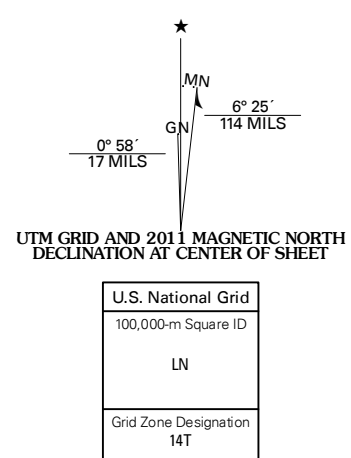 ★
MN
GN
6° 25´
114 MILS
0° 58´
17 MILS
UTM GRID AND 2011 MAGNETIC NORTH
DECLINATION AT CENTER OF SHEET
U.S. National Grid
100,000-m Square ID
LN
Grid Zone Designation
14T